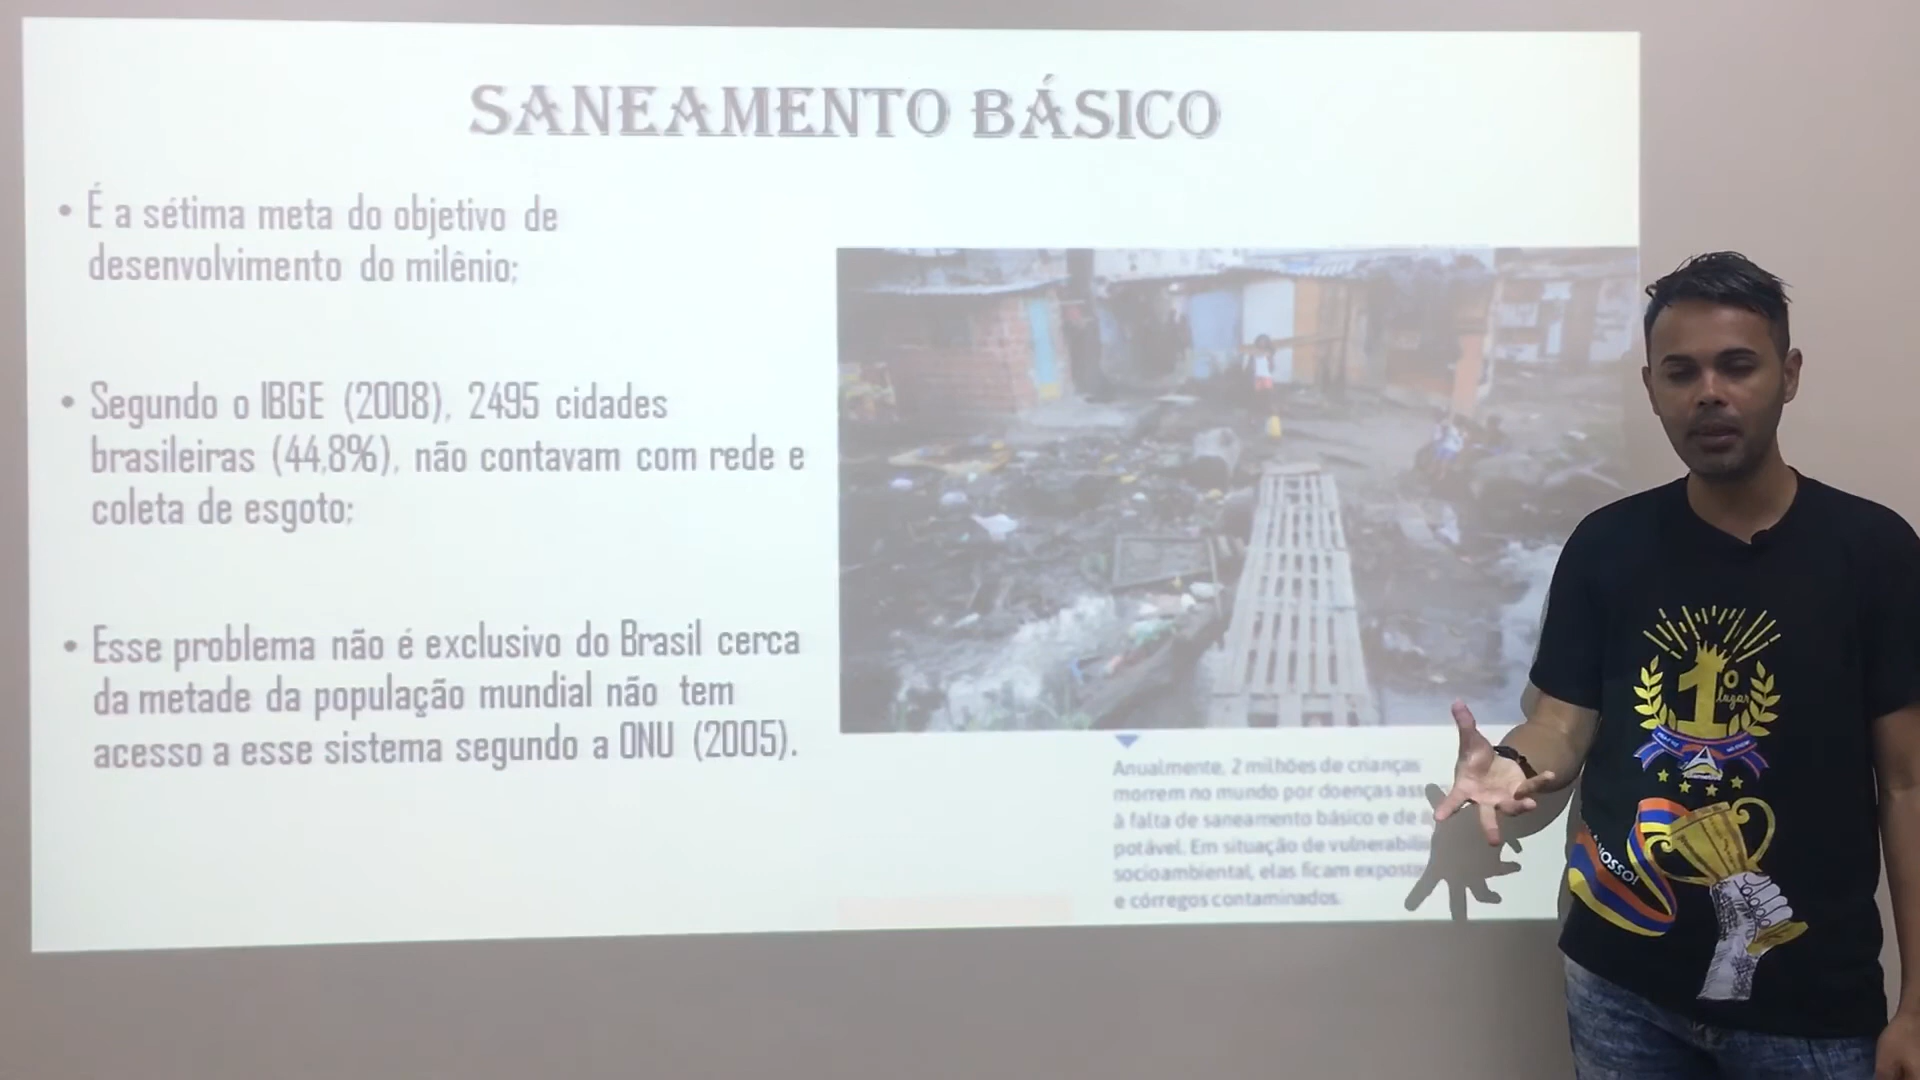 SANEAMENTO BÁSICO
• É a sétima meta do objetivo de
desenvolvimento do milênio;
• Segundo o IBGE (2008), 2495 cidades
brasileiras (44,8%), não contavam com rede e
coleta de esgoto;
• Esse problema não é exclusivo do Brasil cerca
da metade da população mundial não tem
acesso a esse sistema segundo a ONU (2005).
Anualmente, 2 milhões de crianças
morrem no mundo por doenças
à falta de saneamento básico e de
potável. Em situação de
socioambiental, elas ficam
e córregos contaminados.
1º
lugar
NOSSO!